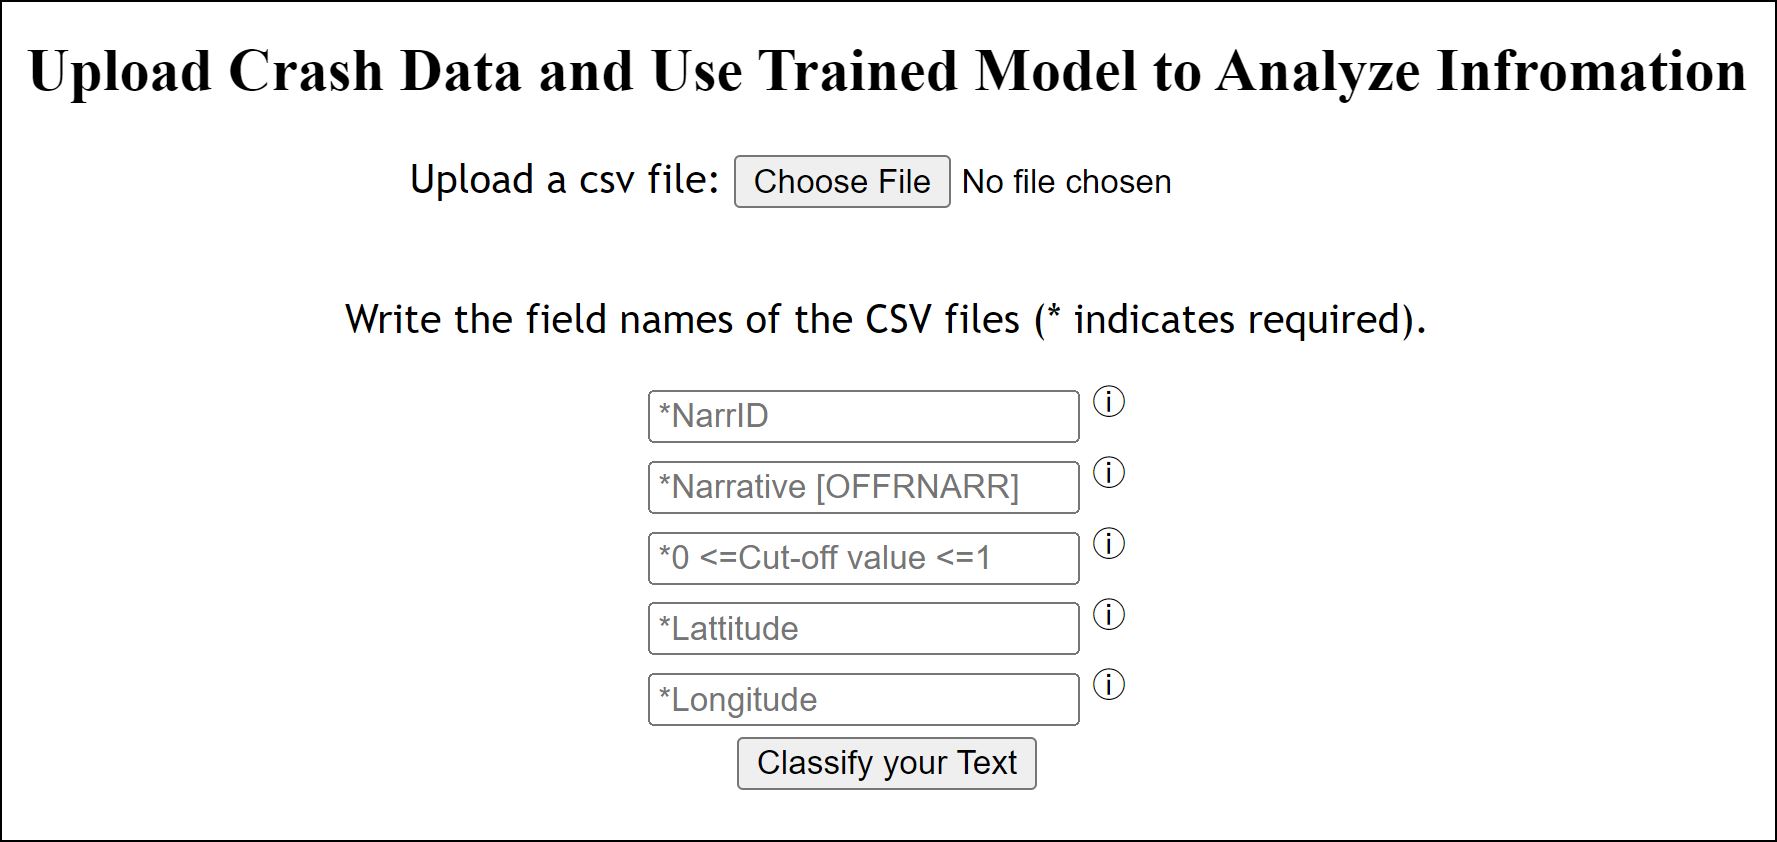 Upload Crash Data and Use Trained Model to Analyze Infromation
Upload a csv file: Choose File No file chosen
Write the field names of the CSV files (* indicates required).
*NarrID ⓘ
*Narrative [OFFRNARR] ⓘ
*0 <=Cut-off value <=1 ⓘ
*Lattitude ⓘ
*Longitude ⓘ
Classify your Text